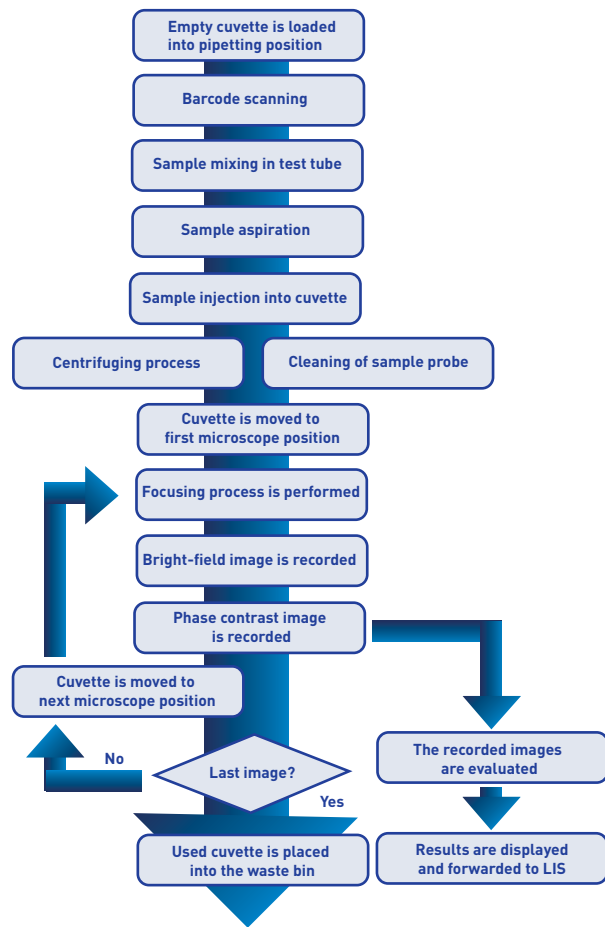 Empty cuvette is loaded
into pipetting position
Barcode scanning
Sample mixing in test tube
Sample aspiration
Sample injection into cuvette
Centrifuging process
Cleaning of sample probe
Cuvette is moved to
first microscope position
Focusing process is performed
Bright-field image is recorded
Phase contrast image
is recorded
Cuvette is moved to
next microscope position
No
Last image?
Yes
The recorded images
are evaluated
Used cuvette is placed
into the waste bin
Results are displayed
and forwarded to LIS